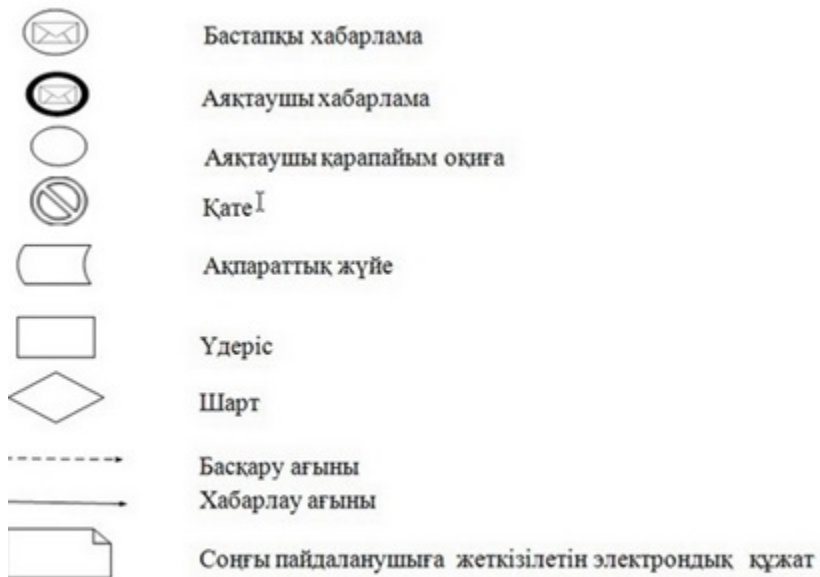 Бастапқы хабарлама
Аяқтаушы хабарлама
Аяқтаушы қарапайым оқиға
Қате
Ақпараттық жүйе
Үдеріс
Шарт
Басқару ағыны
Хабарлау ағыны
Соңғы пайдаланушыға жеткізілетін электрондық құжат